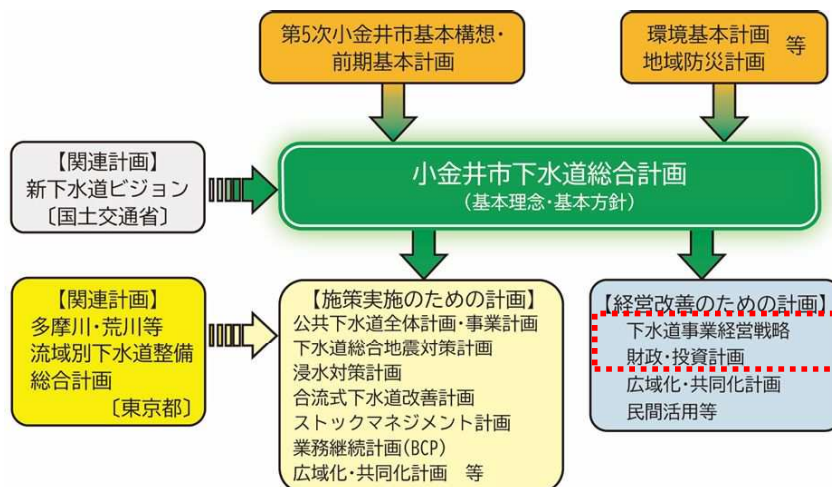 第5次小金井市基本構想・
前期基本計画
環境基本計画 等
地域防災計画
【関連計画】
新下水道ビジョン
〔国土交通省〕
小金井市下水道総合計画
(基本理念・基本方針)
【関連計画】
多摩川・荒川等
流域別下水道整備
総合計画
〔東京都〕
【施策実施のための計画】
公共下水道全体計画・事業計画
下水道総合地震対策計画
浸水対策計画
合流式下水道改善計画
ストックマネジメント計画
業務継続計画(BCP)
広域化・共同化計画 等
【経営改善のための計画】
下水道事業経営戦略
財政・投資計画
広域化・共同化計画
民間活用等